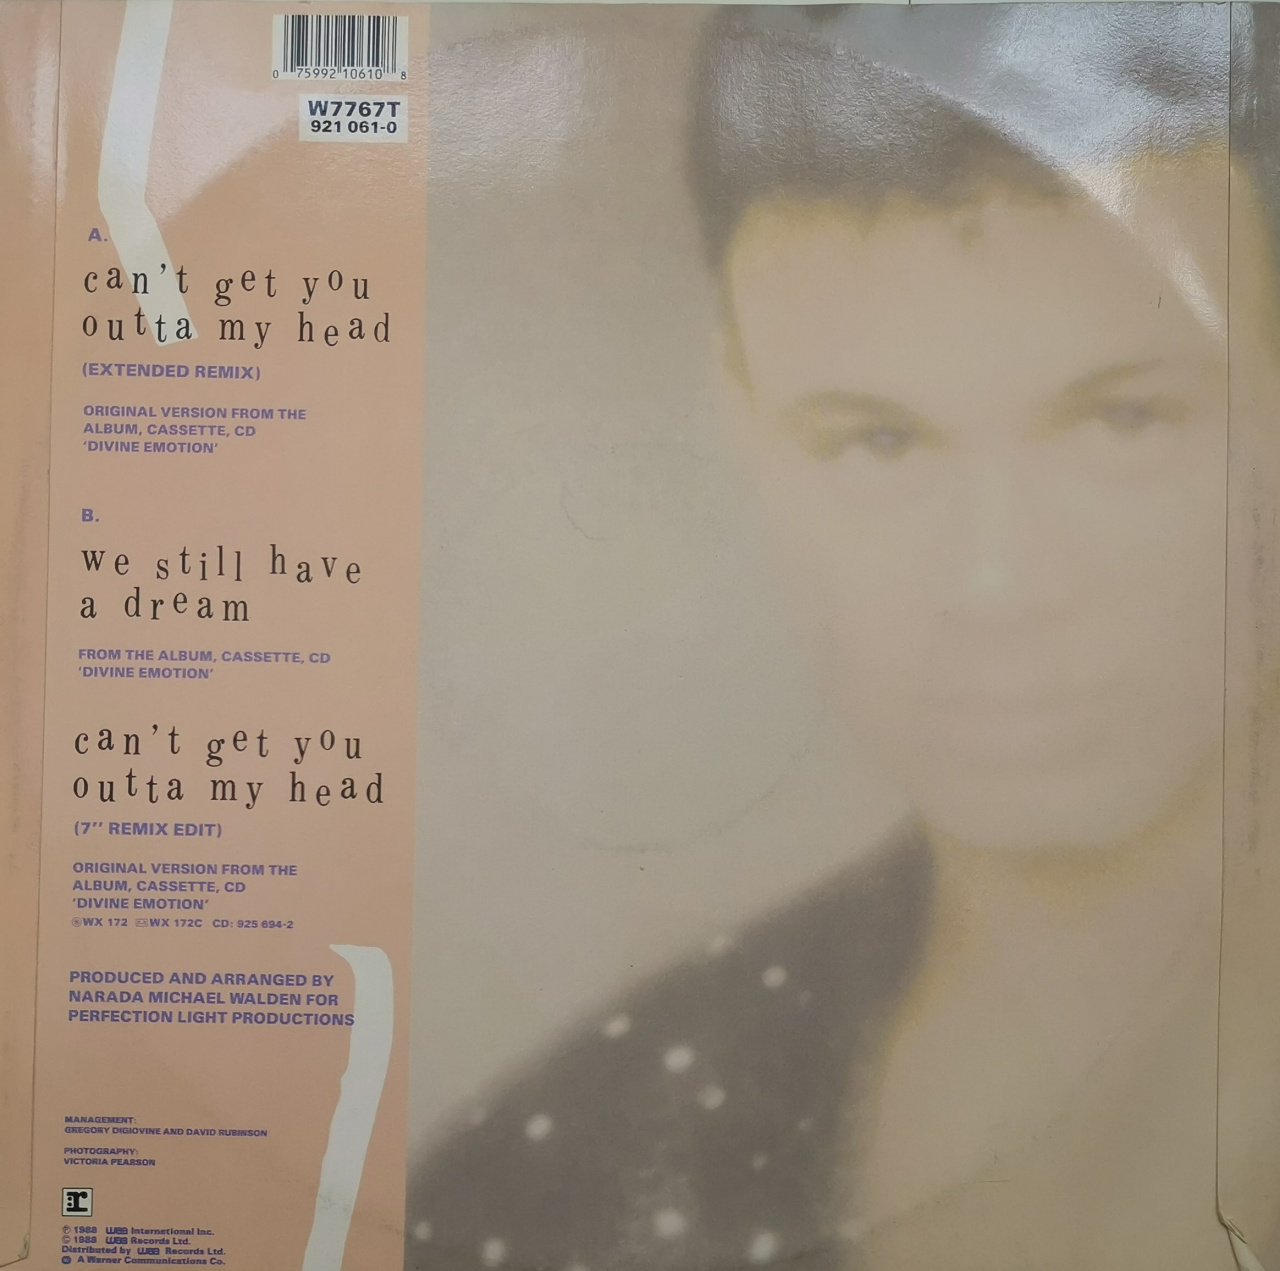 0 75992 10610 8
W7767T
921 061-0
A.
can't get you
outta my head
(EXTENDED REMIX)
ORIGINAL VERSION FROM THE
ALBUM, CASSETTE, CD
'DIVINE EMOTION'
B.
we still have
a dream
FROM THE ALBUM, CASSETTE, CD
'DIVINE EMOTION'
can't get you
outta my head
(7" REMIX EDIT)
ORIGINAL VERSION FROM THE
ALBUM, CASSETTE, CD
'DIVINE EMOTION'
WX 172 WX 172C CD: 925 694-2
PRODUCED AND ARRANGED BY
NARADA MICHAEL WALDEN FOR
PERFECTION LIGHT PRODUCTIONS
MANAGEMENT:
GREGORY DIGIOVINE AND DAVID RUBINSON
PHOTOGRAPHY:
VICTORIA PEARSON
r
℗ 1988 wea International Inc.
© 1988 wea Records Ltd.
Distributed by wea Records Ltd.
A Warner Communications Co.